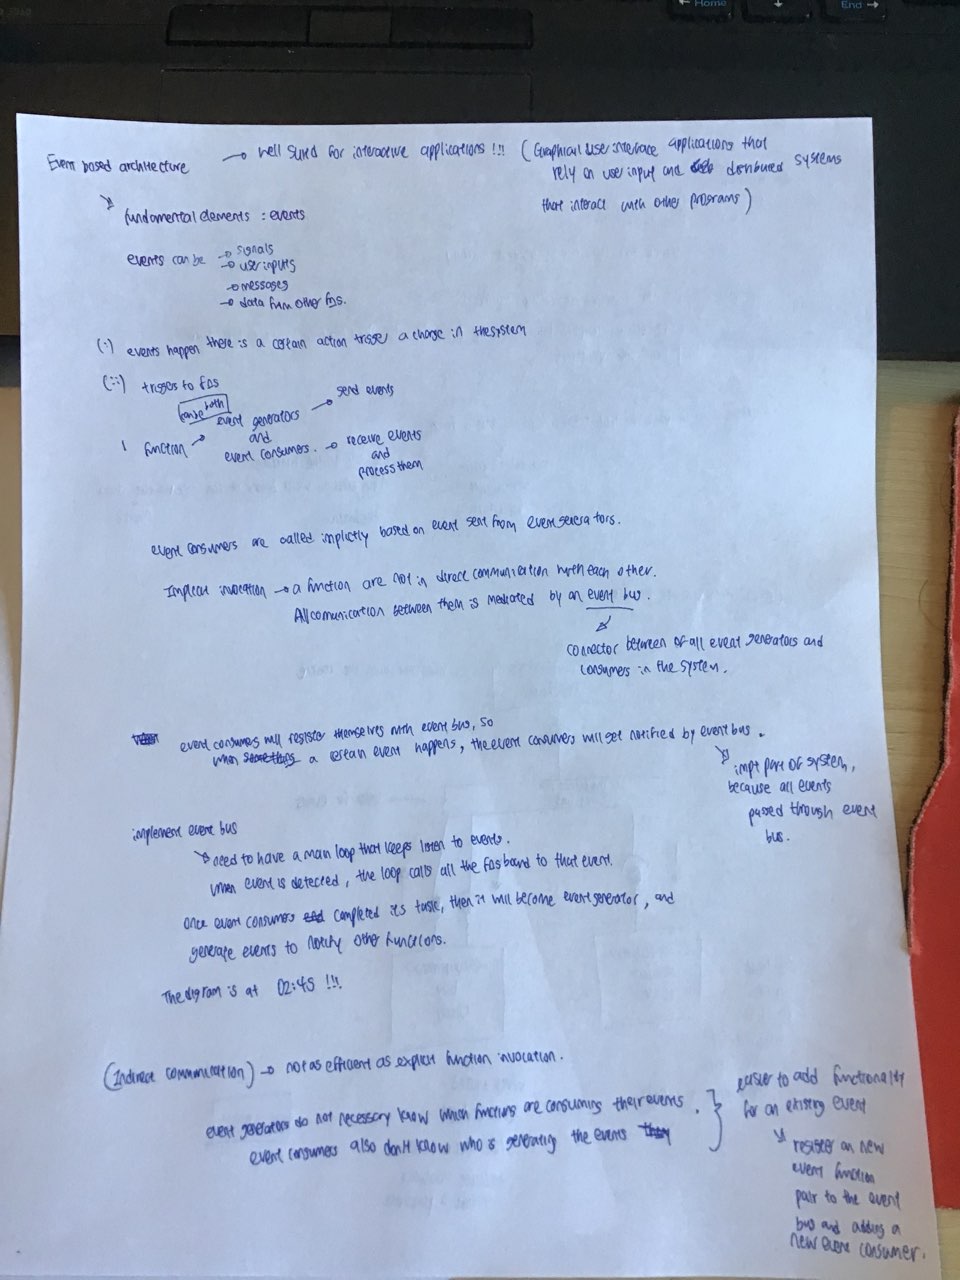 Home
End →
Event based architecture → well suited for interactive applications !!! (Graphical user interface applications that
rely on user input and distributed systems
that interact with other programs)
fundamental elements : events
events can be → signals
→ user inputs
→ messages
→ data from other fns.
(i) events happen there is a certain action trigger a change in the system
(ii) triggers to fns
can be both
→ send events
1 function → event generators
and
event consumers. → receive events
and
process them
event consumers are called implicitly based on event sent from event generators.
Implicit invocation → a function are not in direct communication with each other.
All comunication between them is mediated by an event bus.
connector between of all event generators and
consumers in the system.
event consumers will register themselves with event bus, so
when something a certain event happens, the event consumers will get notified by event bus.
impt part of system,
because all events
passed through event
bus.
implement event bus
need to have a main loop that keeps listen to events.
when event is detected, the loop calls all the fns bound to that event.
once event consumers completed its task, then it will become event generator, and
generate events to notify other functions.
The digram is at 02:45 !!!
(Indirect communication) → not as efficient as explicit function invocation.
event generators do not necessary know which functions are consuming their events.
event consumers also don't know who is generating the events they
easier to add functionality
for an existing event
register an new
event function
pair to the event
bus and adding a
new event consumer.